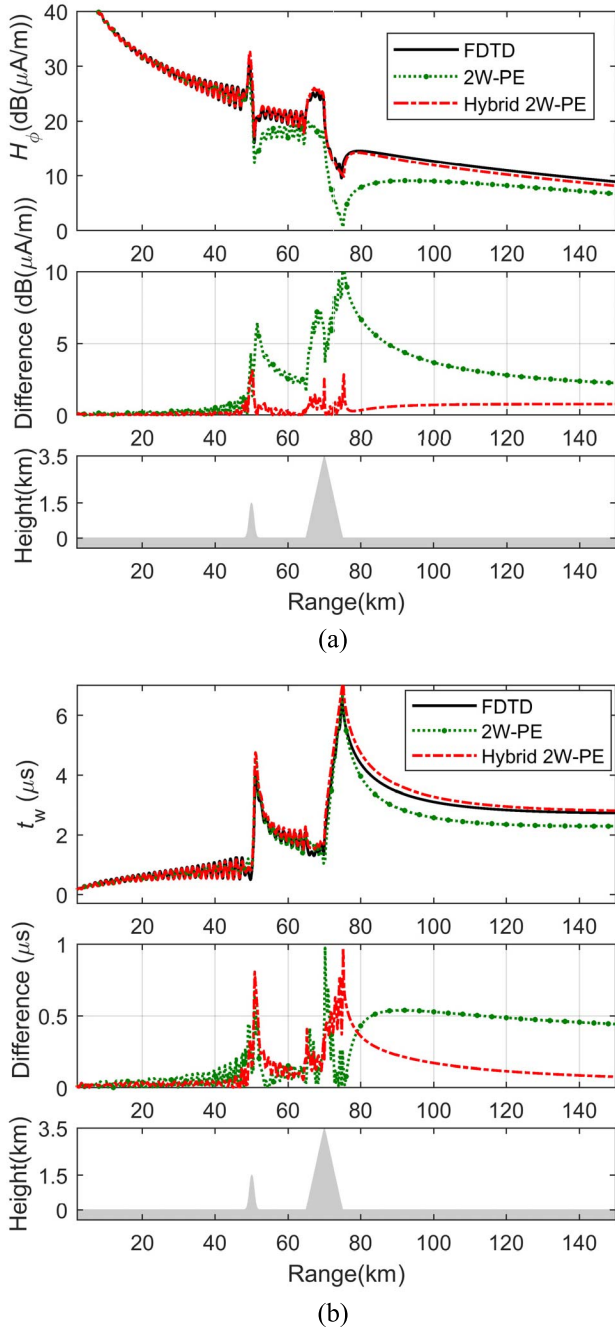 40
30
20
10
0
H_ϕ (dB(μA/m))
FDTD
2W-PE
Hybrid 2W-PE
20 40 60 80 100 120 140
10
5
0
Difference (dB(μA/m))
20 40 60 80 100 120 140
3.5
1.5
0
Height(km)
20 40 60 80 100 120 140
Range(km)
(a)
6
4
2
0
t_w (μs)
FDTD
2W-PE
Hybrid 2W-PE
20 40 60 80 100 120 140
1
0.5
0
Difference (μs)
20 40 60 80 100 120 140
3.5
1.5
0
Height(km)
20 40 60 80 100 120 140
Range(km)
(b)